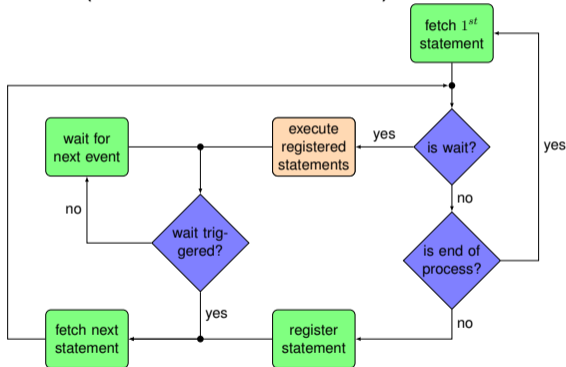 fetch 1st
statement
wait for
next event
execute
registered
statements
yes
is wait?
yes
no
no
wait trig-
gered?
is end of
process?
yes
no
fetch next
statement
register
statement